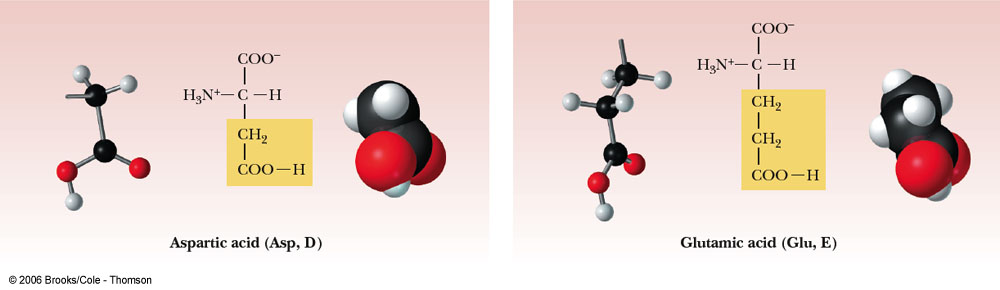 COO⁻
H₃N⁺—C—H
CH₂
COO—H
Aspartic acid (Asp, D)
COO⁻
H₃N⁺—C—H
CH₂
CH₂
COO—H
Glutamic acid (Glu, E)
© 2006 Brooks/Cole - Thomson